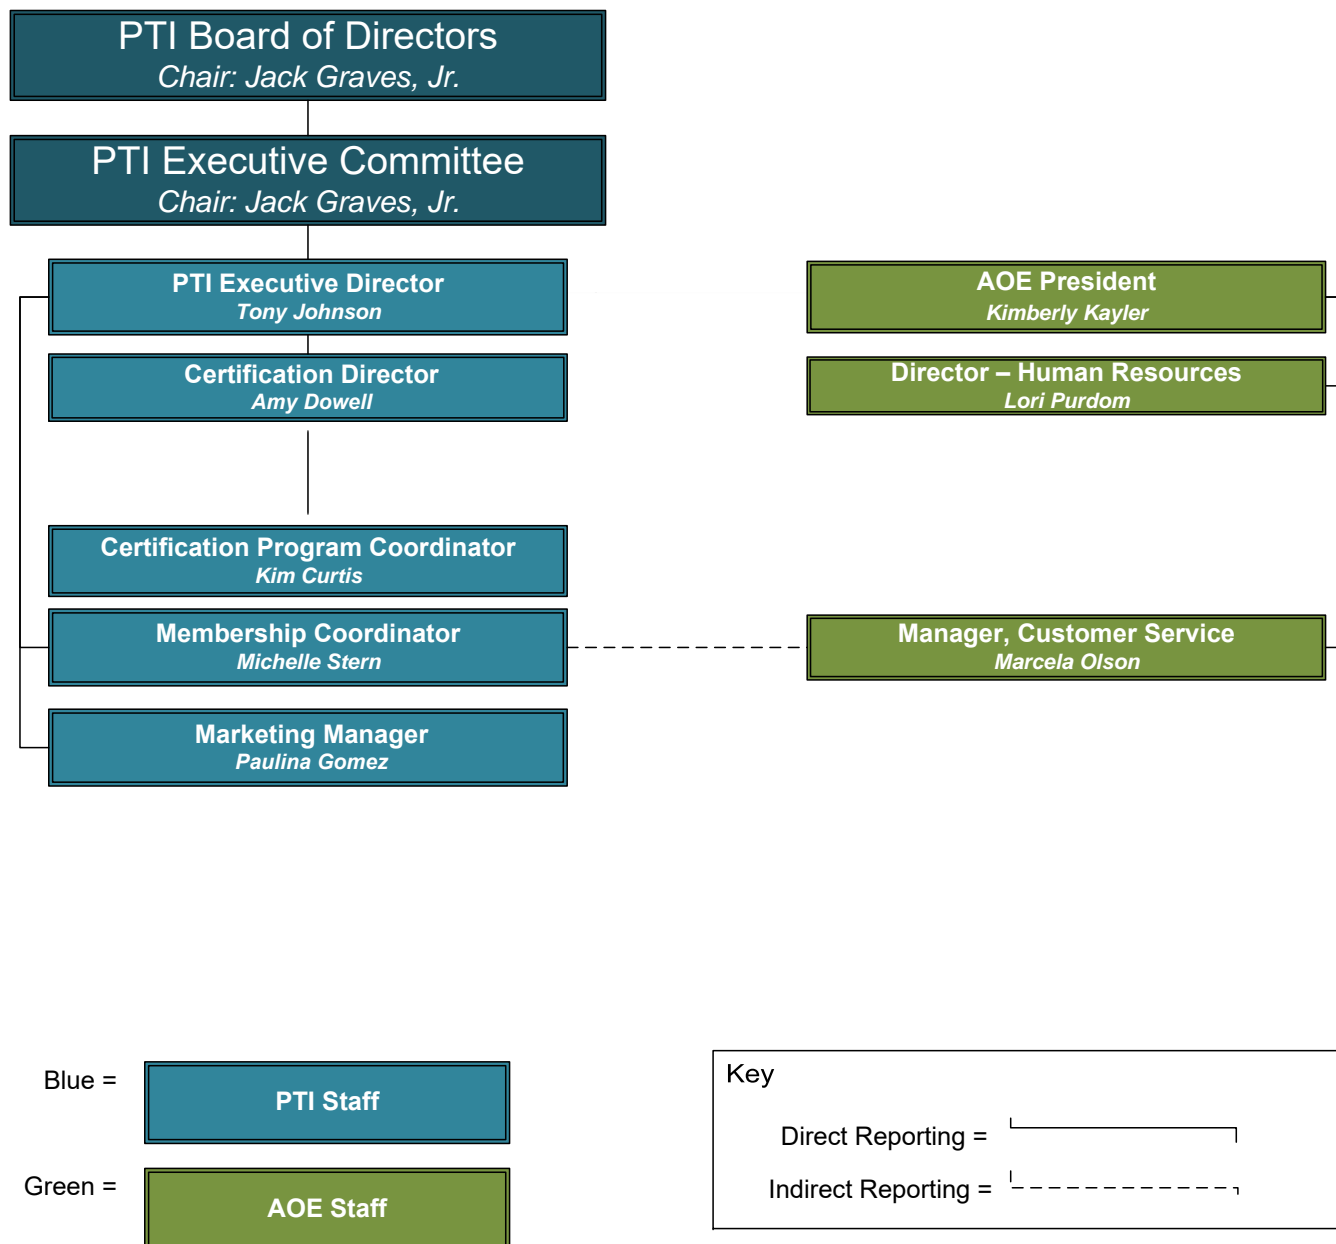 PTI Board of Directors
Chair: Jack Graves, Jr.
PTI Executive Committee
Chair: Jack Graves, Jr.
PTI Executive Director
Tony Johnson
Certification Director
Amy Dowell
Certification Program Coordinator
Kim Curtis
Membership Coordinator
Michelle Stern
Marketing Manager
Paulina Gomez
AOE President
Kimberly Kayler
Director – Human Resources
Lori Purdom
Manager, Customer Service
Marcela Olson
Blue =
PTI Staff
Green =
AOE Staff
Key
Direct Reporting =
Indirect Reporting =